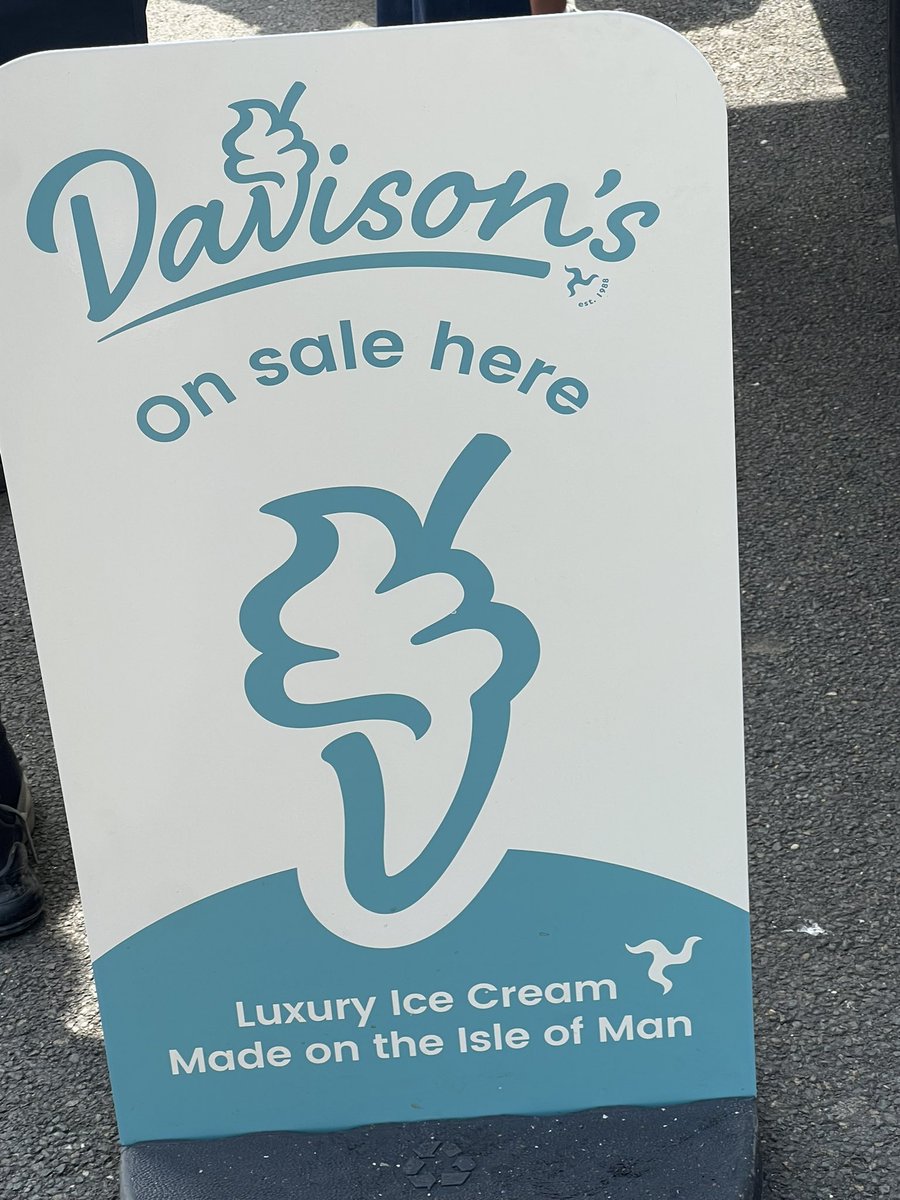 Davison's
est. 1988
on sale here
Luxury Ice Cream
Made on the Isle of Man